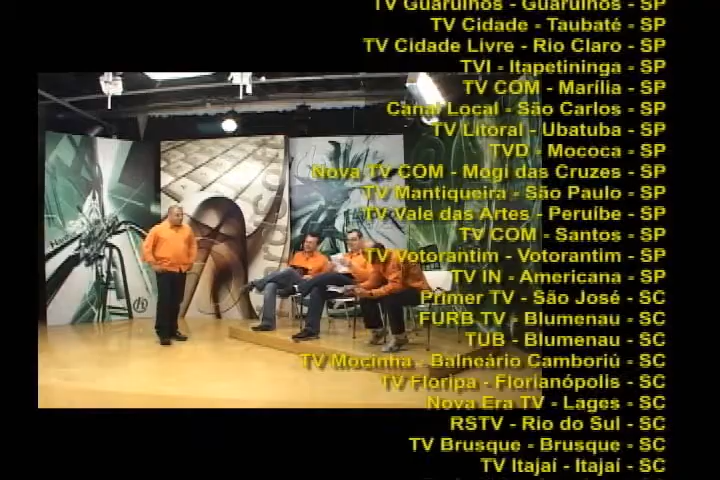 TV Guarulhos - Guarulhos - SP
TV Cidade - Taubaté - SP
TV Cidade Livre - Rio Claro - SP
TVI - Itapetininga - SP
TV COM - Marília - SP
Canal Local - São Carlos - SP
TV Litoral - Ubatuba - SP
TVD - Mococa - SP
Nova TV COM - Mogi das Cruzes - SP
TV Mantiqueira - São Paulo - SP
TV Vale das Artes - Peruíbe - SP
TV COM - Santos - SP
TV Votorantim - Votorantim - SP
TV IN - Americana - SP
Primer TV - São José - SC
FURB TV - Blumenau - SC
TUB - Blumenau - SC
TV Mocinha - Balneário Camboriú - SC
TV Floripa - Florianópolis - SC
Nova Era TV - Lages - SC
RSTV - Rio do Sul - SC
TV Brusque - Brusque - SC
TV Itajaí - Itajaí - SC